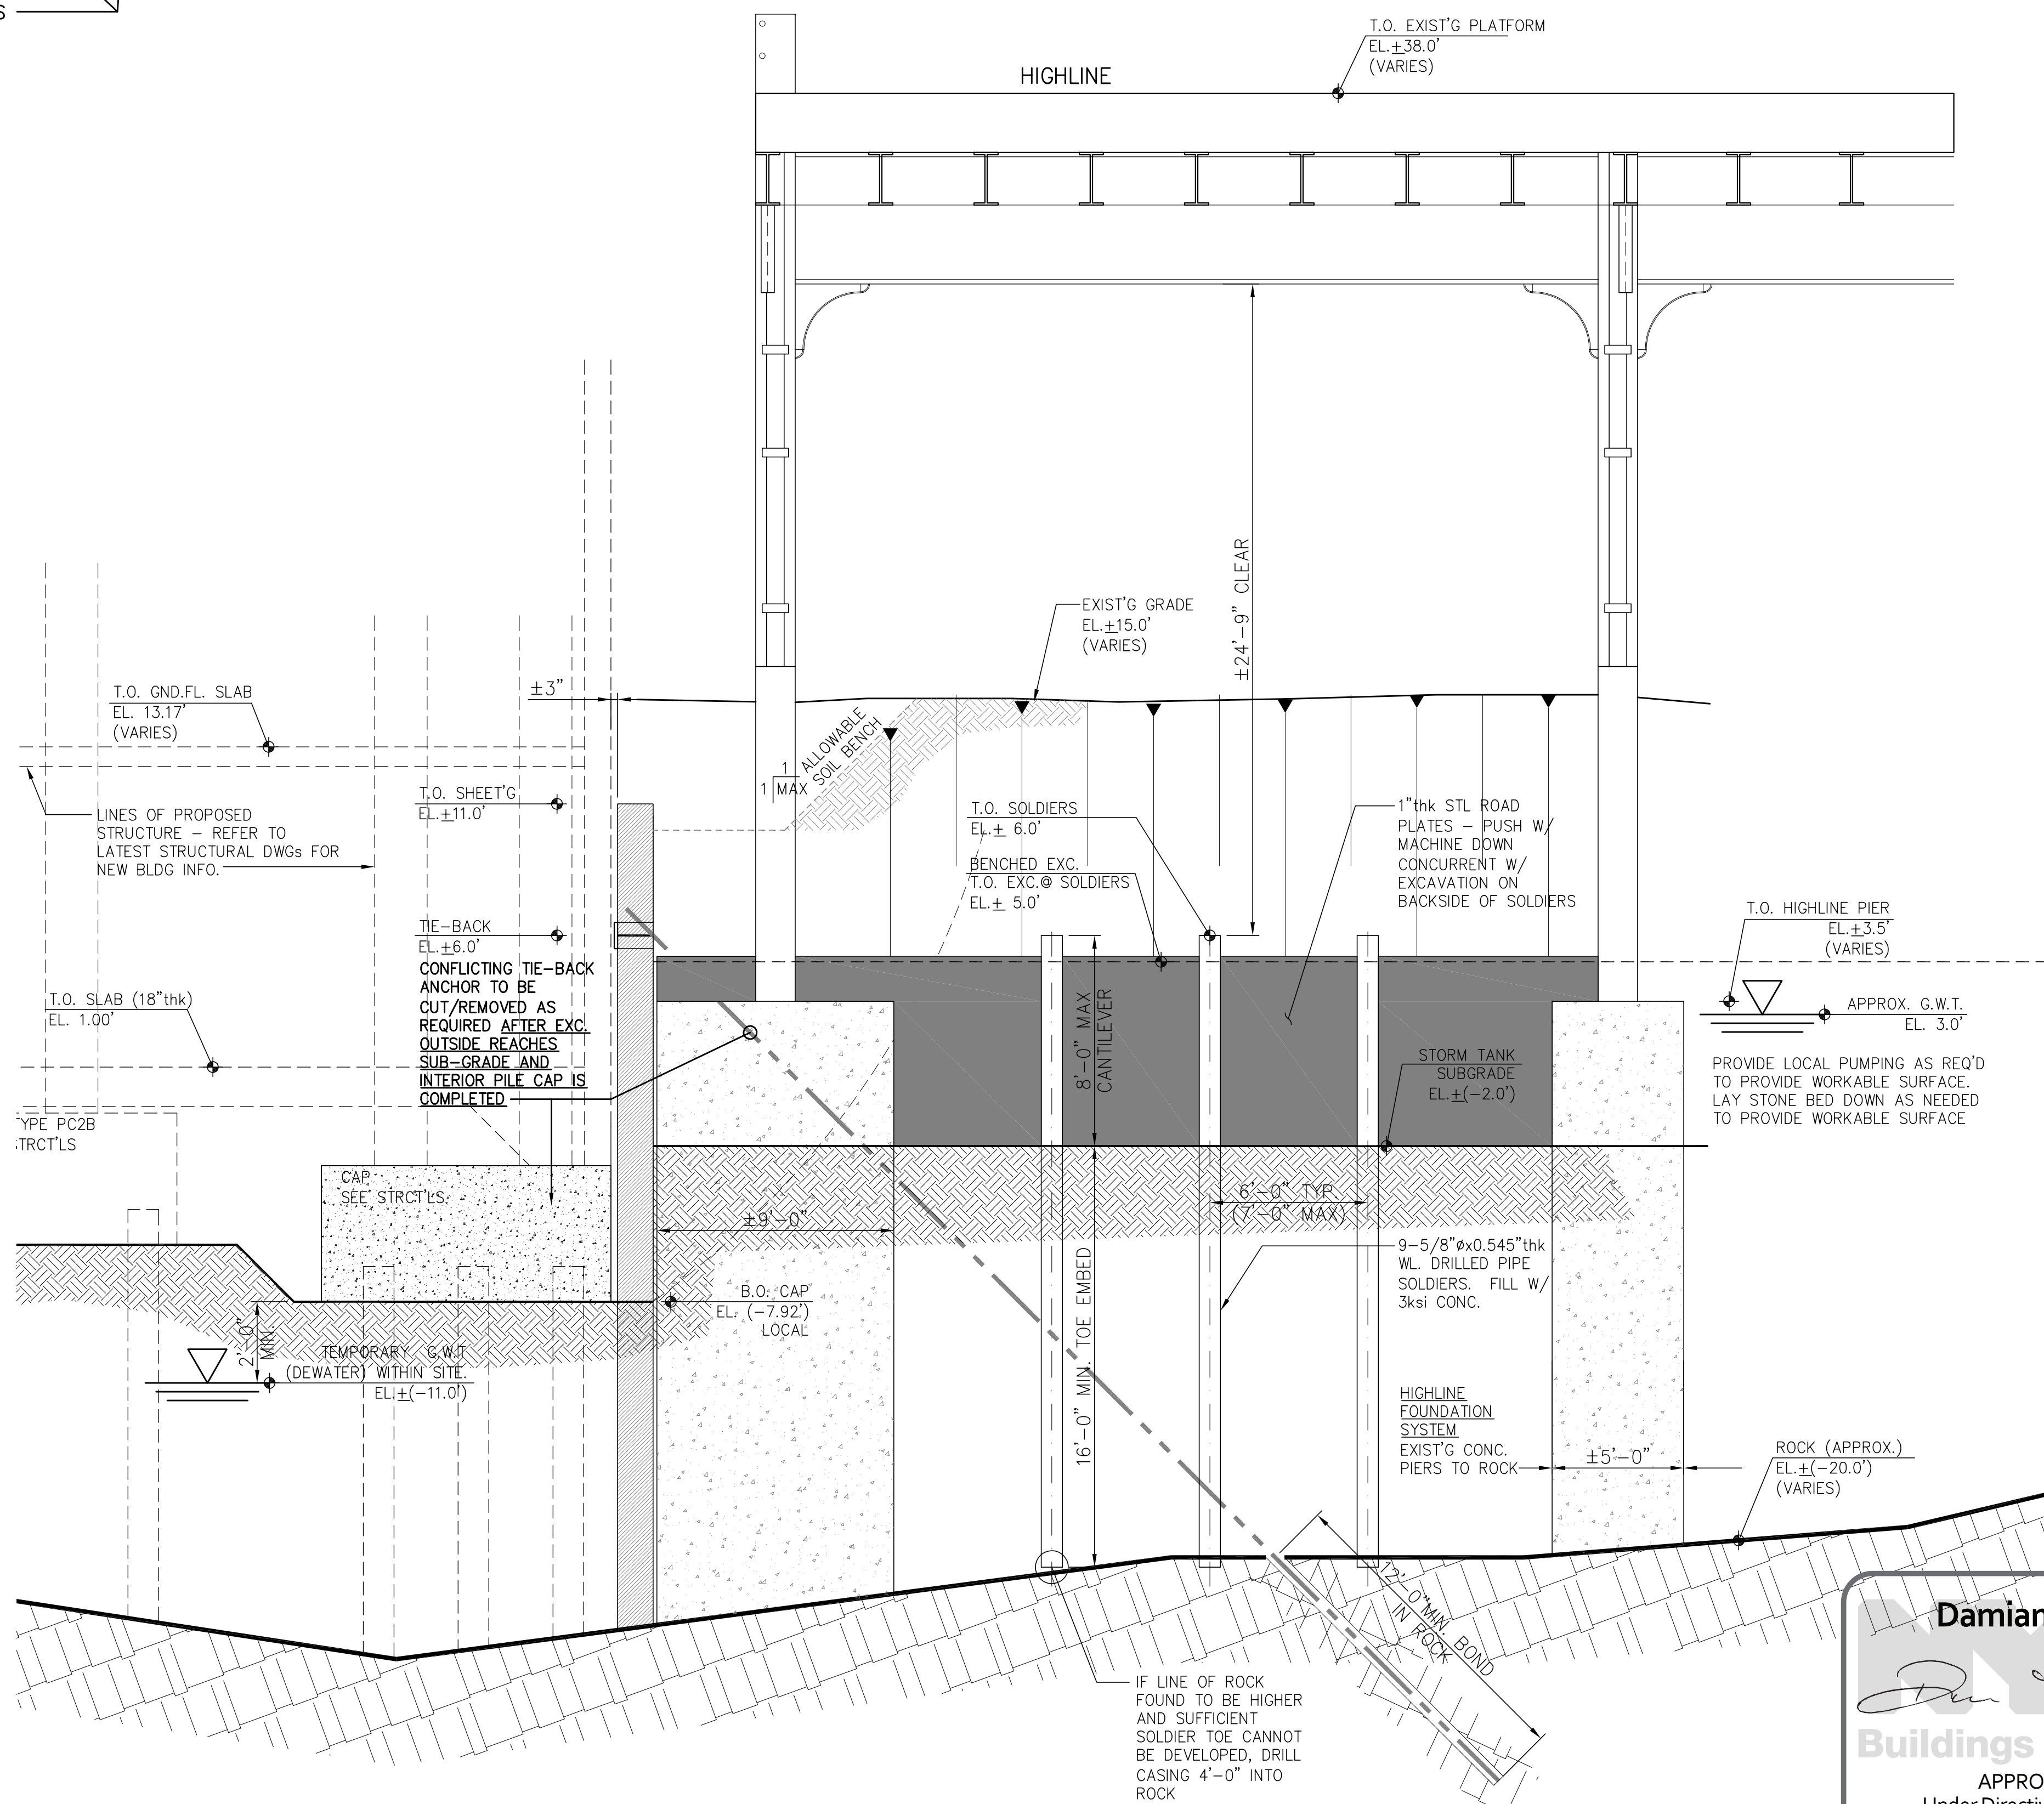 S
HIGHLINE
T.O. EXIST'G PLATFORM
EL.±38.0'
(VARIES)
±24'-9" CLEAR
EXIST'G GRADE
EL.±15.0'
(VARIES)
±3"
T.O. GND.FL. SLAB
EL. 13.17'
(VARIES)
1
1
MAX
ALLOWABLE
SOIL BENCH
T.O. SHEET'G
EL.±11.0'
LINES OF PROPOSED
STRUCTURE – REFER TO
LATEST STRUCTURAL DWGs FOR
NEW BLDG INFO.
T.O. SOLDIERS
EL.± 6.0'
BENCHED EXC.
T.O. EXC.@ SOLDIERS
EL.± 5.0'
1"thk STL ROAD
PLATES – PUSH W/
MACHINE DOWN
CONCURRENT W/
EXCAVATION ON
BACKSIDE OF SOLDIERS
TIE-BACK
EL.±6.0'
CONFLICTING TIE-BACK
ANCHOR TO BE
CUT/REMOVED AS
REQUIRED AFTER EXC.
OUTSIDE REACHES
SUB-GRADE AND
INTERIOR PILE CAP IS
COMPLETED
T.O. HIGHLINE PIER
EL.±3.5'
(VARIES)
APPROX. G.W.T.
EL. 3.0'
PROVIDE LOCAL PUMPING AS REQ'D
TO PROVIDE WORKABLE SURFACE.
LAY STONE BED DOWN AS NEEDED
TO PROVIDE WORKABLE SURFACE
T.O. SLAB (18"thk)
EL. 1.00'
8'-0" MAX
CANTILEVER
STORM TANK
SUBGRADE
EL.±(-2.0')
YPE PC2B
TRCT'LS
CAP
SEE STRCT'LS.
±9'-0"
6'-0" TYP.
(7'-0" MAX)
9-5/8"øx0.545"thk
WL. DRILLED PIPE
SOLDIERS. FILL W/
3ksi CONC.
B.O. CAP
EL. (-7.92')
LOCAL
2'-0"
MIN.
TEMPORARY G.W.T
(DEWATER) WITHIN SITE.
EL.±(-11.0')
16'-0" MIN. TOE EMBED
HIGHLINE
FOUNDATION
SYSTEM
EXIST'G CONC.
PIERS TO ROCK
±5'-0"
ROCK (APPROX.)
EL.±(-20.0')
(VARIES)
12'-0"MIN. BOND
IN ROCK
IF LINE OF ROCK
FOUND TO BE HIGHER
AND SUFFICIENT
SOLDIER TOE CANNOT
BE DEVELOPED, DRILL
CASING 4'-0" INTO
ROCK
Damian
Buildings
APPRO
Under Directiv